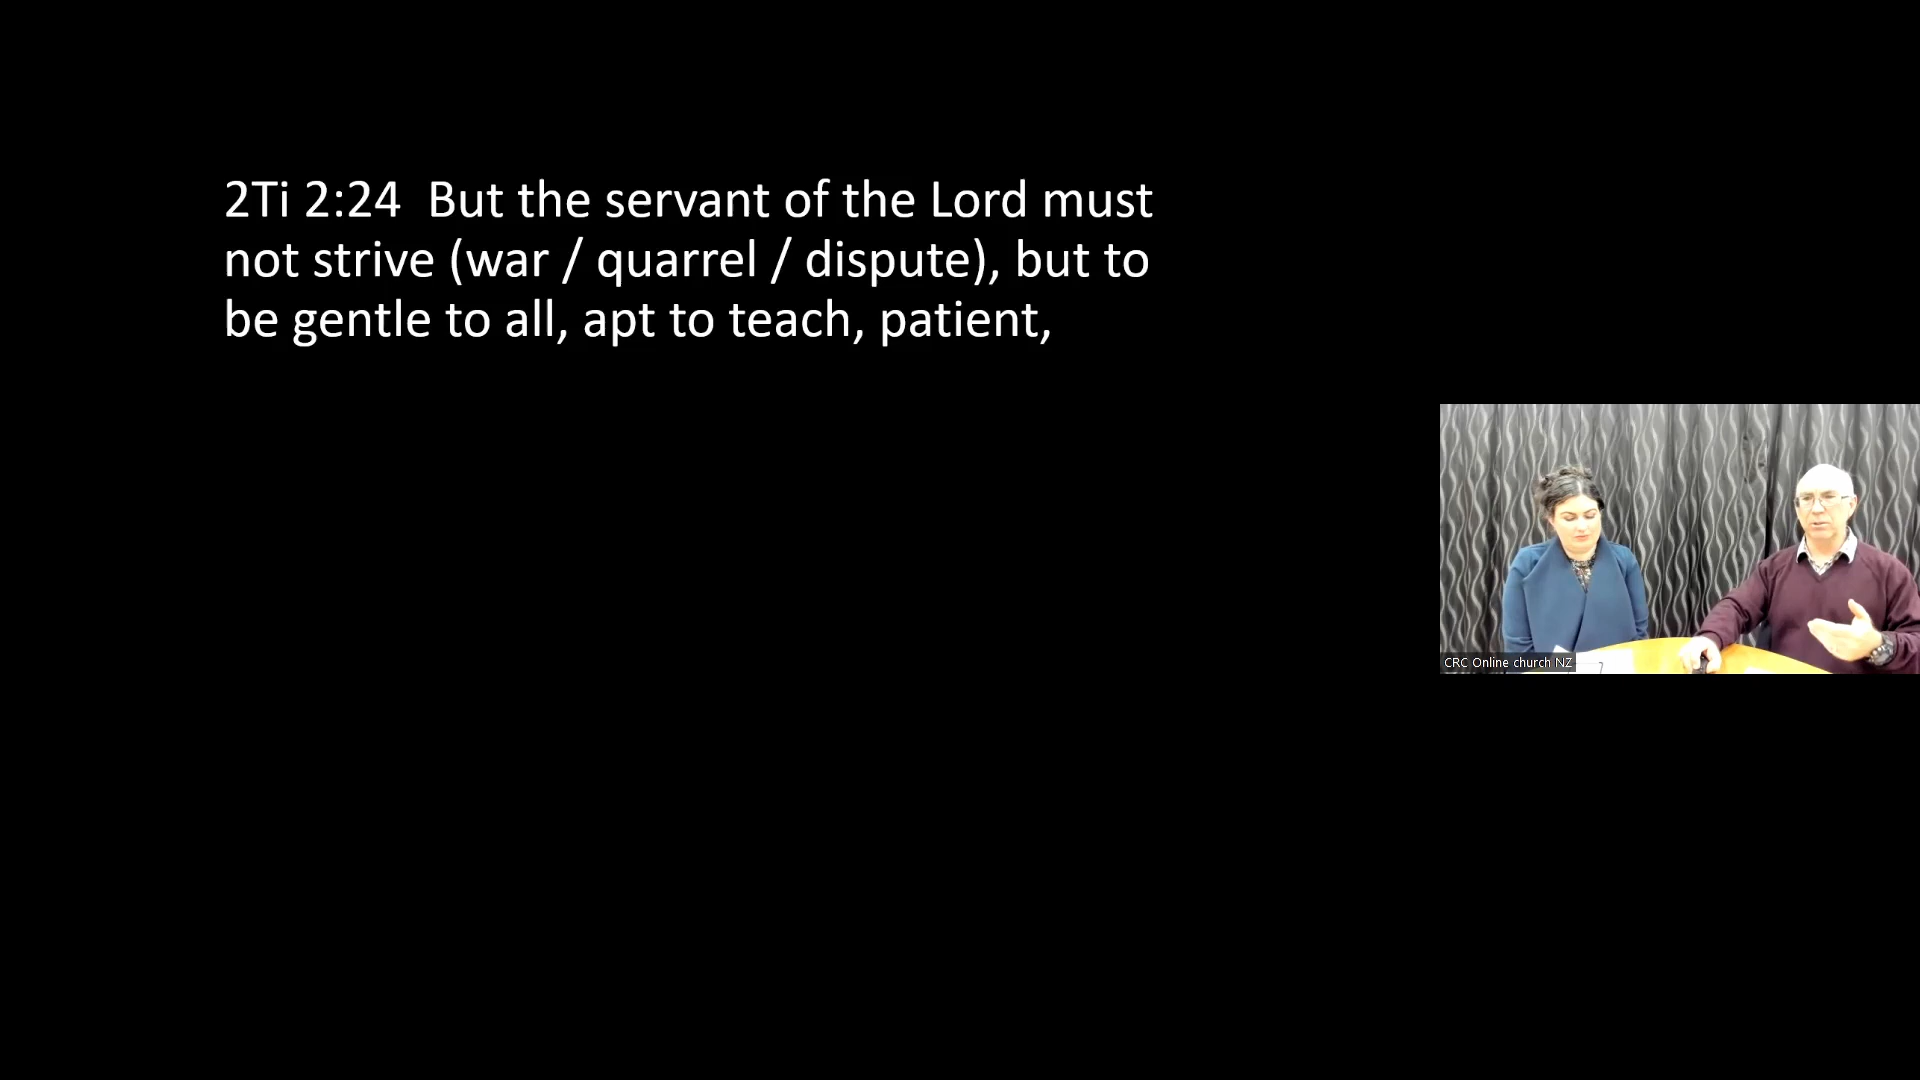 2Ti 2:24  But the servant of the Lord must
not strive (war / quarrel / dispute), but to
be gentle to all, apt to teach, patient,
CRC Online church NZ